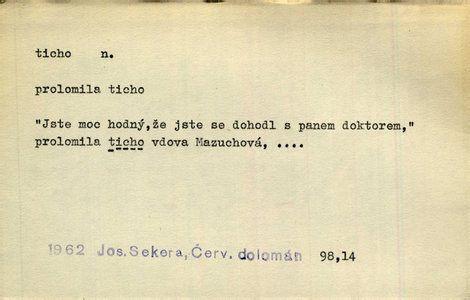 ticho n.
prolomila ticho
"Jste moc hodný,že jste se dohodl s panem doktorem,"
prolomila ticho vdova Mazuchová, ....
1962 Jos. Sekera, Červ. dolomán 98,14